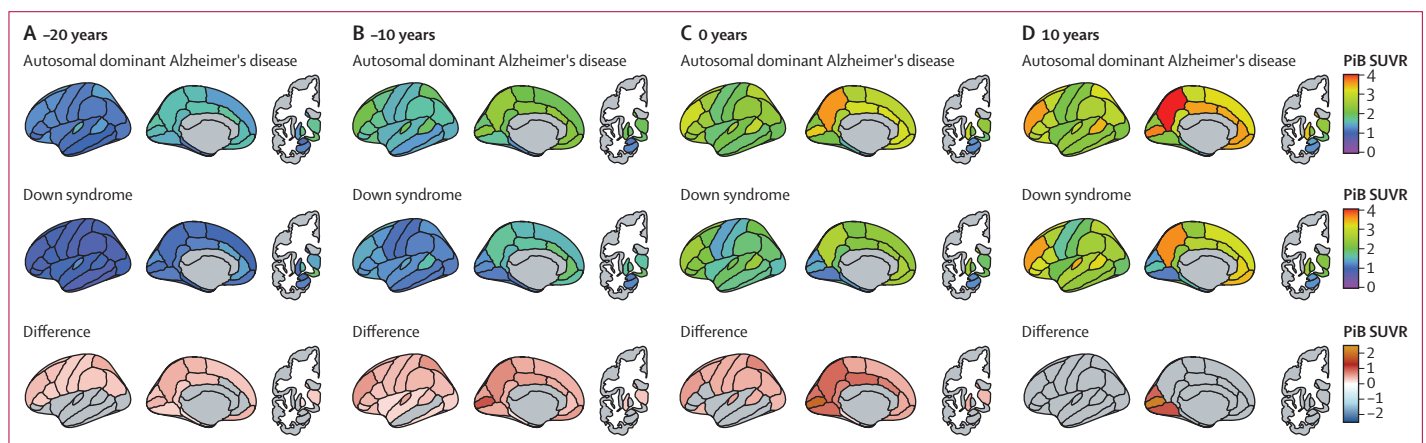 A –20 years
B –10 years
C 0 years
D 10 years
Autosomal dominant Alzheimer's disease
Autosomal dominant Alzheimer's disease
Autosomal dominant Alzheimer's disease
Autosomal dominant Alzheimer's disease
PiB SUVR
4
3
2
1
0
Down syndrome
Down syndrome
Down syndrome
Down syndrome
PiB SUVR
4
3
2
1
0
Difference
Difference
Difference
Difference
PiB SUVR
2
1
0
–1
–2